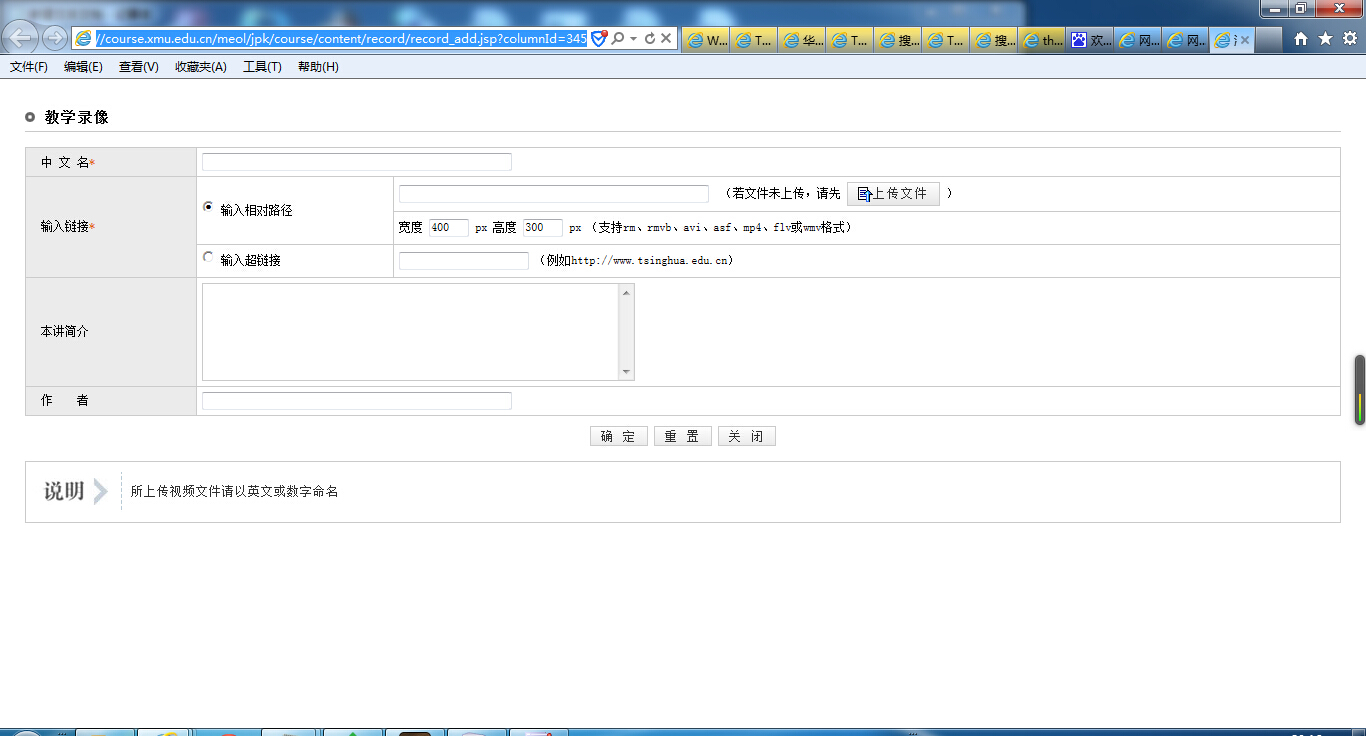 //course.xmu.edu.cn/meol/jpk/course/content/record/record_add.jsp?columnId=345
W... T... 华... T... 搜... T... 搜... th... 欢... 网... 网...
文件(F) 编辑(E) 查看(V) 收藏夹(A) 工具(T) 帮助(H)
教学录像
中 文 名*
输入链接*
输入相对路径
（若文件未上传，请先 上传文件 ）
宽度 400 px 高度 300 px （支持rm、rmvb、avi、asf、mp4、flv或wmv格式）
输入超链接
（例如http://www.tsinghua.edu.cn）
本讲简介
作 者
确 定 重 置 关 闭
说明 所上传视频文件请以英文或数字命名